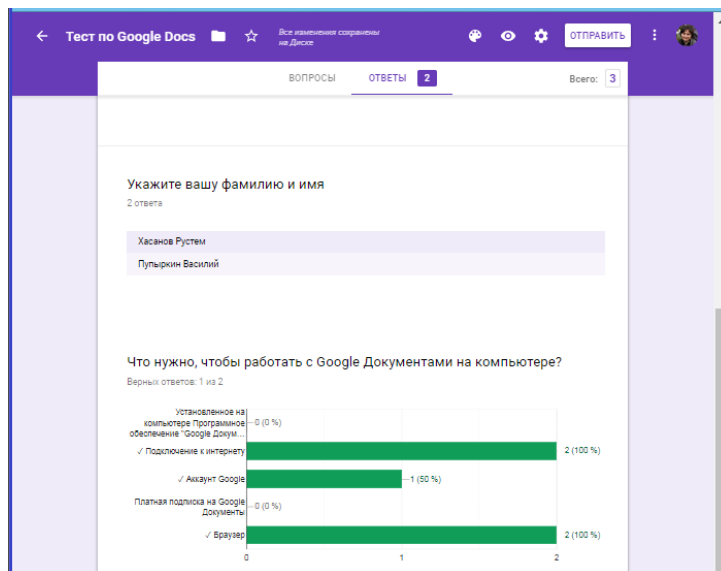 Тест по Google Docs
Все изменения сохранены
на Диске
ОТПРАВИТЬ
ВОПРОСЫ
ОТВЕТЫ 2
Всего: 3
Укажите вашу фамилию и имя
2 ответа
Хасанов Рустем
Пупыркин Василий
Что нужно, чтобы работать с Google Документами на компьютере?
Верных ответов: 1 из 2
Установленное на
компьютере Программное
обеспечение "Google Докум...
0 (0 %)
✓ Подключение к интернету
2 (100 %)
✓ Аккаунт Google
1 (50 %)
Платная подписка на Google
Документы
0 (0 %)
✓ Браузер
2 (100 %)
0 1 2